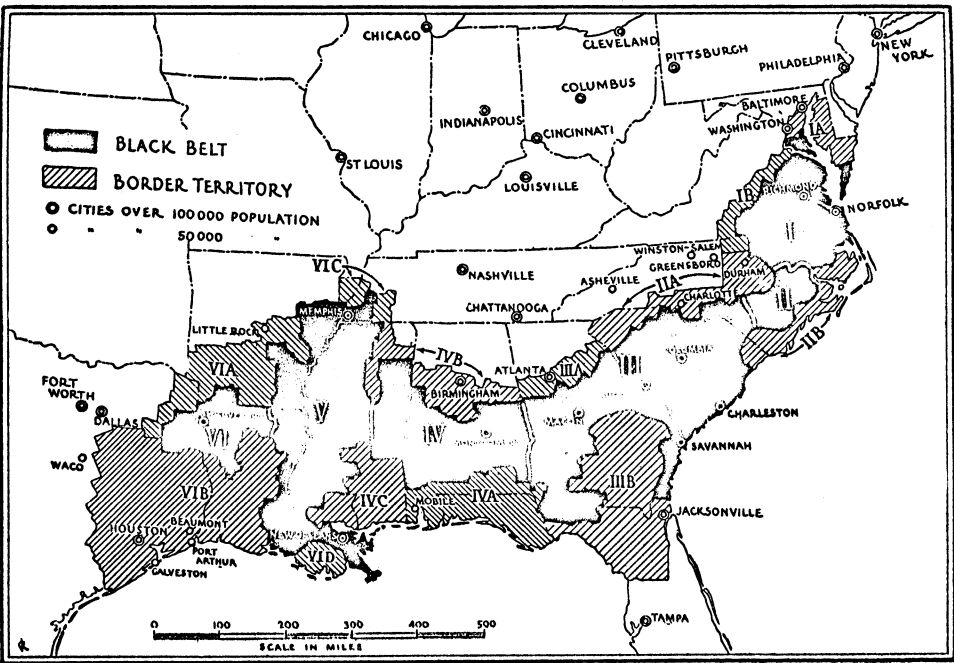 CHICAGO
CLEVELAND
PITTSBURGH
NEW
YORK
PHILADELPHIA
COLUMBUS
INDIANAPOLIS
BALTIMORE
WASHINGTON
IA
CINCINNATI
BLACK BELT
BORDER TERRITORY
CITIES OVER 100000 POPULATION
" " 50000 "
ST LOUIS
LOUISVILLE
IB
RICHMOND
NORFOLK
I
VIC
NASHVILLE
WINSTON-SALEM
GREENSBORO
DURHAM
ASHEVILLE
IIA
CHARLOTTE
II
IIB
MEMPHIS
CHATTANOOGA
LITTLE ROCK
IVB
ATLANTA
IIIA
III
COLUMBIA
VIA
BIRMINGHAM
FORT
WORTH
DALLAS
V
VI
IV
MACON
CHARLESTON
SAVANNAH
WACO
VIB
IVC
MOBILE
IVA
IIIB
HOUSTON
BEAUMONT
PORT
ARTHUR
GALVESTON
NEW ORLEANS
VID
JACKSONVILLE
TAMPA
0 100 200 300 400 500
SCALE IN MILES